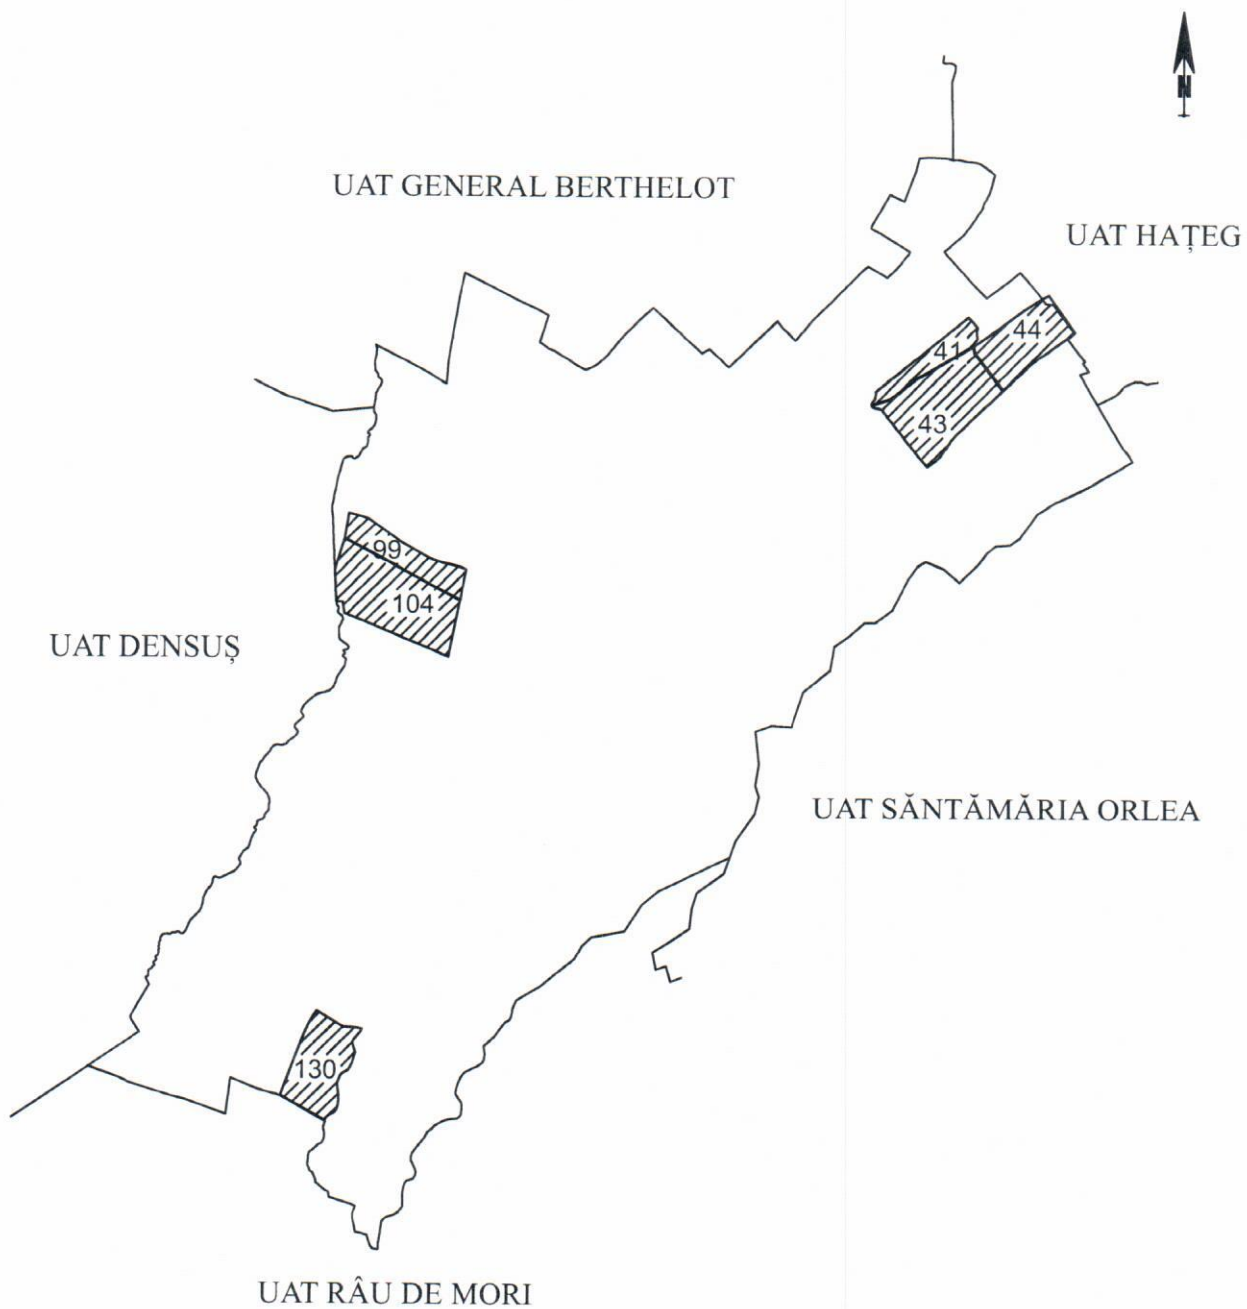 N
UAT GENERAL BERTHELOT
UAT HAȚEG
44
41
43
99
104
UAT DENSUȘ
UAT SĂNTĂMĂRIA ORLEA
130
UAT RÂU DE MORI